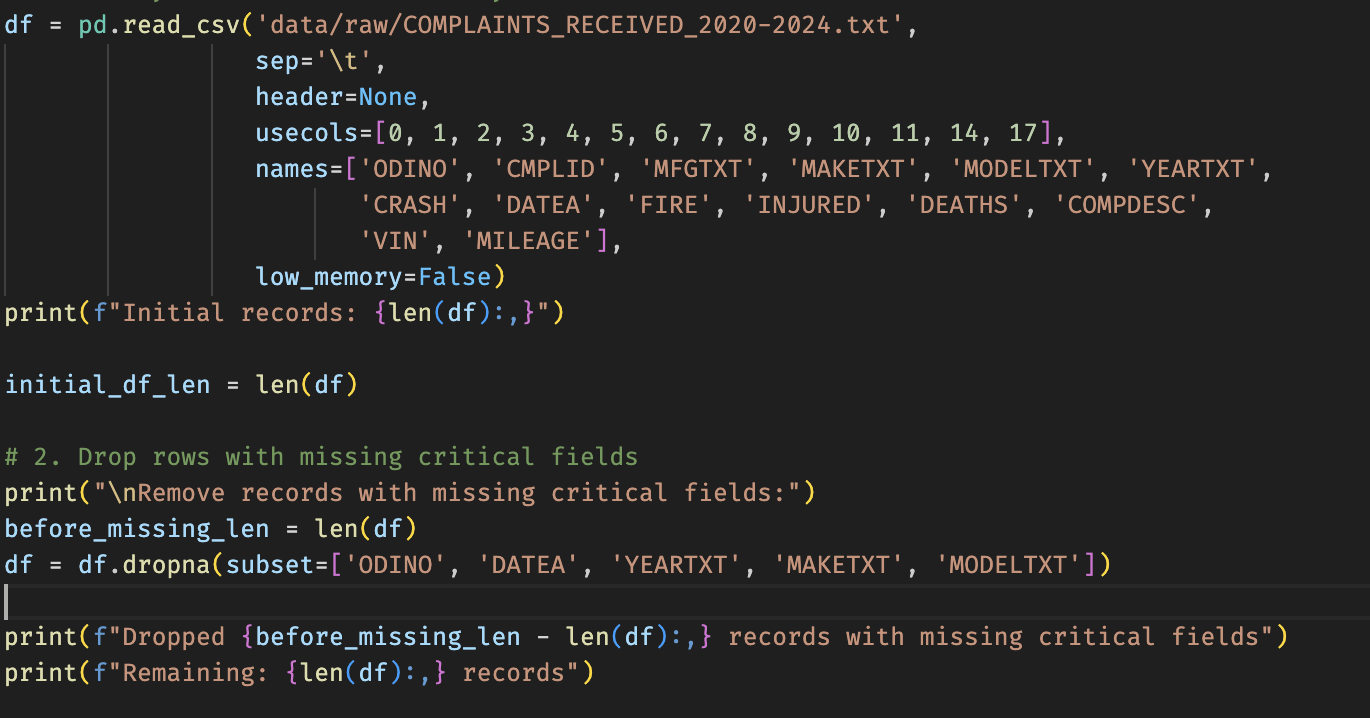 df = pd.read_csv('data/raw/COMPLAINTS_RECEIVED_2020-2024.txt',
                 sep='\t',
                 header=None,
                 usecols=[0, 1, 2, 3, 4, 5, 6, 7, 8, 9, 10, 11, 14, 17],
                 names=['ODINO', 'CMPLID', 'MFGTXT', 'MAKETXT', 'MODELTXT', 'YEARTXT',
                        'CRASH', 'DATEA', 'FIRE', 'INJURED', 'DEATHS', 'COMPDESC',
                        'VIN', 'MILEAGE'],
                 low_memory=False)
print(f"Initial records: {len(df):,}")

initial_df_len = len(df)

# 2. Drop rows with missing critical fields
print("\nRemove records with missing critical fields:")
before_missing_len = len(df)
df = df.dropna(subset=['ODINO', 'DATEA', 'YEARTXT', 'MAKETXT', 'MODELTXT'])

print(f"Dropped {before_missing_len - len(df):,} records with missing critical fields")
print(f"Remaining: {len(df):,} records")